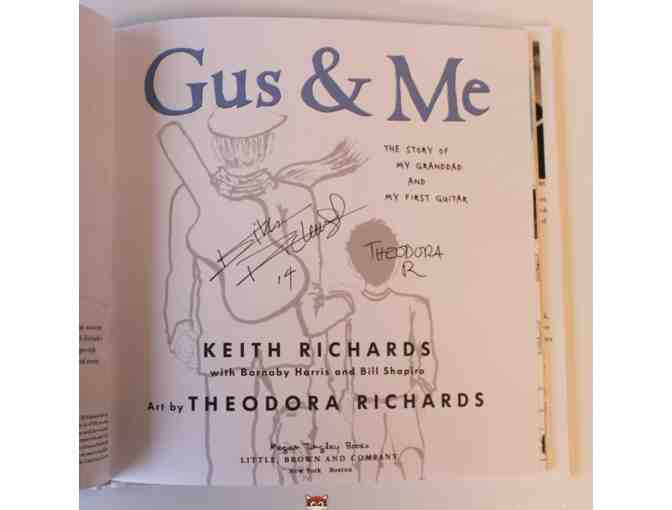 Gus & Me
THE STORY OF
MY GRANDDAD
AND
MY FIRST GUITAR
THEODORA
R
'14
KEITH RICHARDS
with Barnaby Harris and Bill Shapiro
Art by THEODORA RICHARDS
Megan Tingley Books
LITTLE, BROWN AND COMPANY
New York Boston